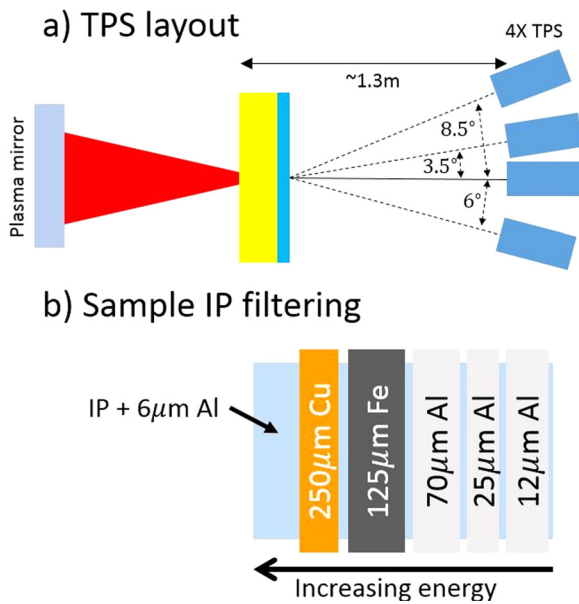 a) TPS layout
4X TPS
~1.3m
Plasma mirror
8.5°
3.5°
6°
b) Sample IP filtering
IP + 6μm Al
250μm Cu
125μm Fe
70μm Al
25μm Al
12μm Al
Increasing energy